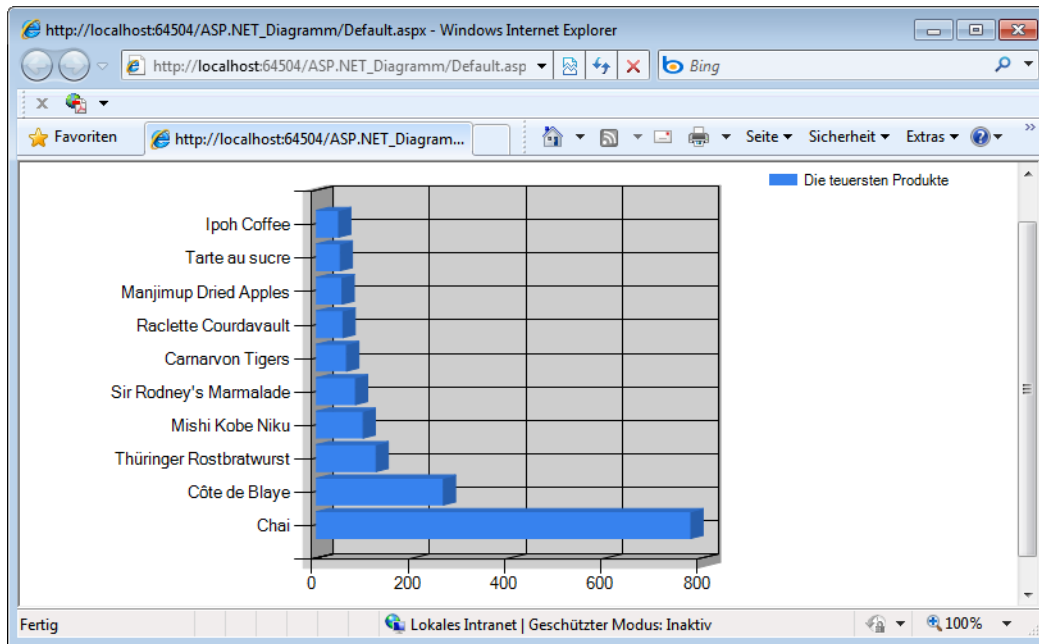 http://localhost:64504/ASP.NET_Diagramm/Default.aspx - Windows Internet Explorer
http://localhost:64504/ASP.NET_Diagramm/Default.asp
Bing
x
Favoriten
http://localhost:64504/ASP.NET_Diagram...
Seite
Sicherheit
Extras
»
Die teuersten Produkte
Ipoh Coffee
Tarte au sucre
Manjimup Dried Apples
Raclette Courdavault
Carnarvon Tigers
Sir Rodney's Marmalade
Mishi Kobe Niku
Thüringer Rostbratwurst
Côte de Blaye
Chai
0 200 400 600 800
Fertig
Lokales Intranet | Geschützter Modus: Inaktiv
100%